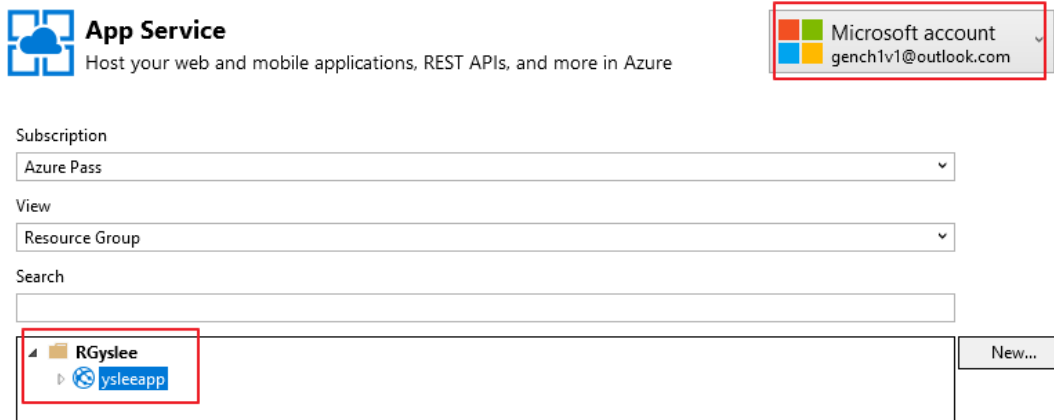 App Service
Host your web and mobile applications, REST APIs, and more in Azure
Microsoft account
gench1v1@outlook.com
Subscription
Azure Pass
View
Resource Group
Search
RGyslee
ysleeapp
New...